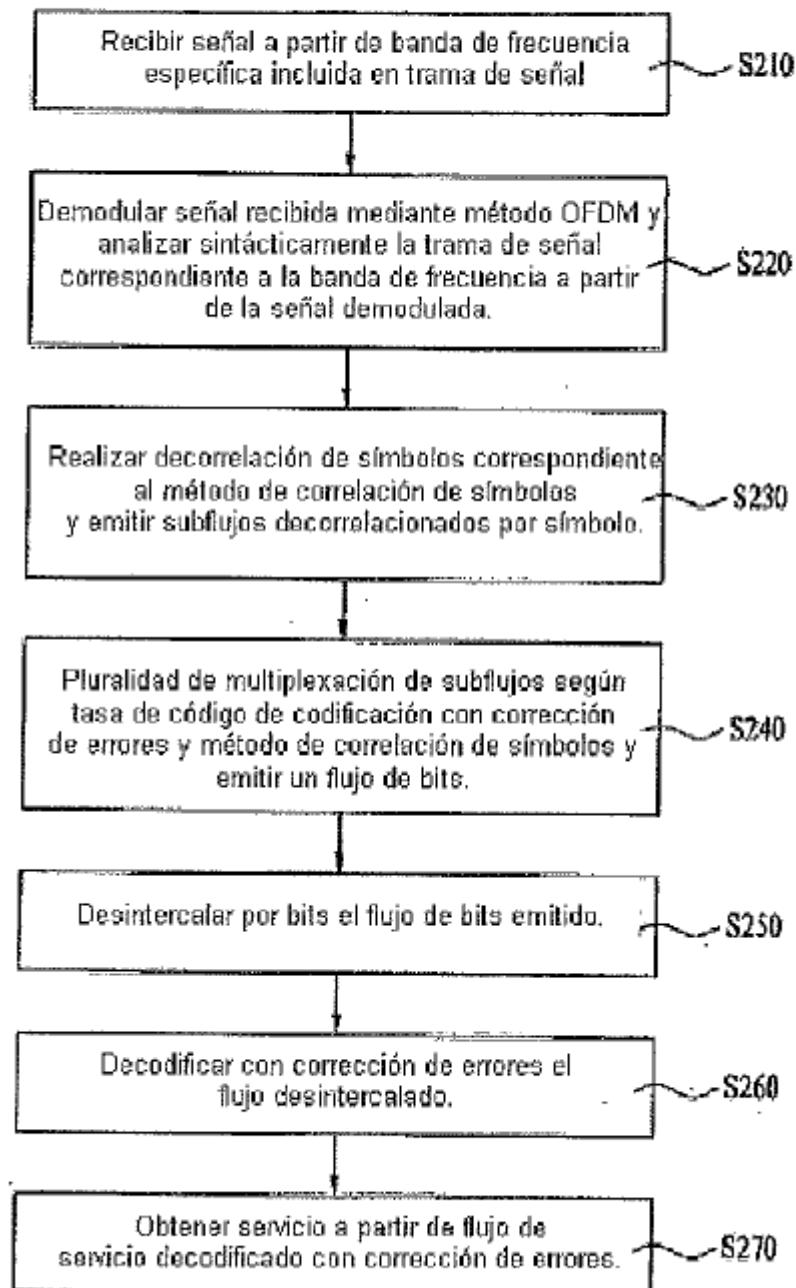 Recibir señal a partir de banda de frecuencia
específica incluida en trama de señal
S210
Demodular señal recibida mediante método OFDM y
analizar sintácticamente la trama de señal
correspondiente a la banda de frecuencia a partir
de la señal demodulada.
S220
Realizar decorrelación de símbolos correspondiente
al método de correlación de símbolos
y emitir subflujos decorrelacionados por símbolo.
S230
Pluralidad de multiplexación de subflujos según
tasa de código de codificación con corrección
de errores y método de correlación de símbolos y
emitir un flujo de bits.
S240
Desintercalar por bits el flujo de bits emitido.
S250
Decodificar con corrección de errores el
flujo desintercalado.
S260
Obtener servicio a partir de flujo de
servicio decodificado con corrección de errores.
S270